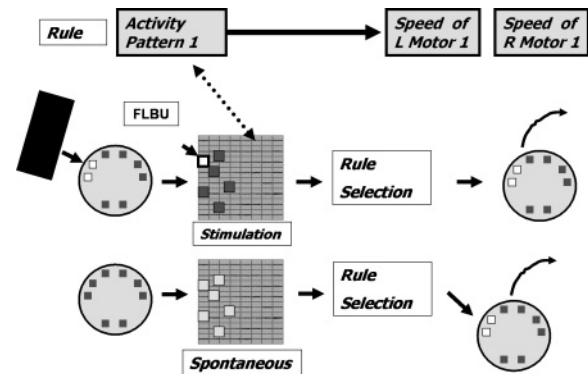 Rule
Activity
Pattern 1
Speed of
L Motor 1
Speed of
R Motor 1
FLBU
Rule
Selection
Stimulation
Rule
Selection
Spontaneous